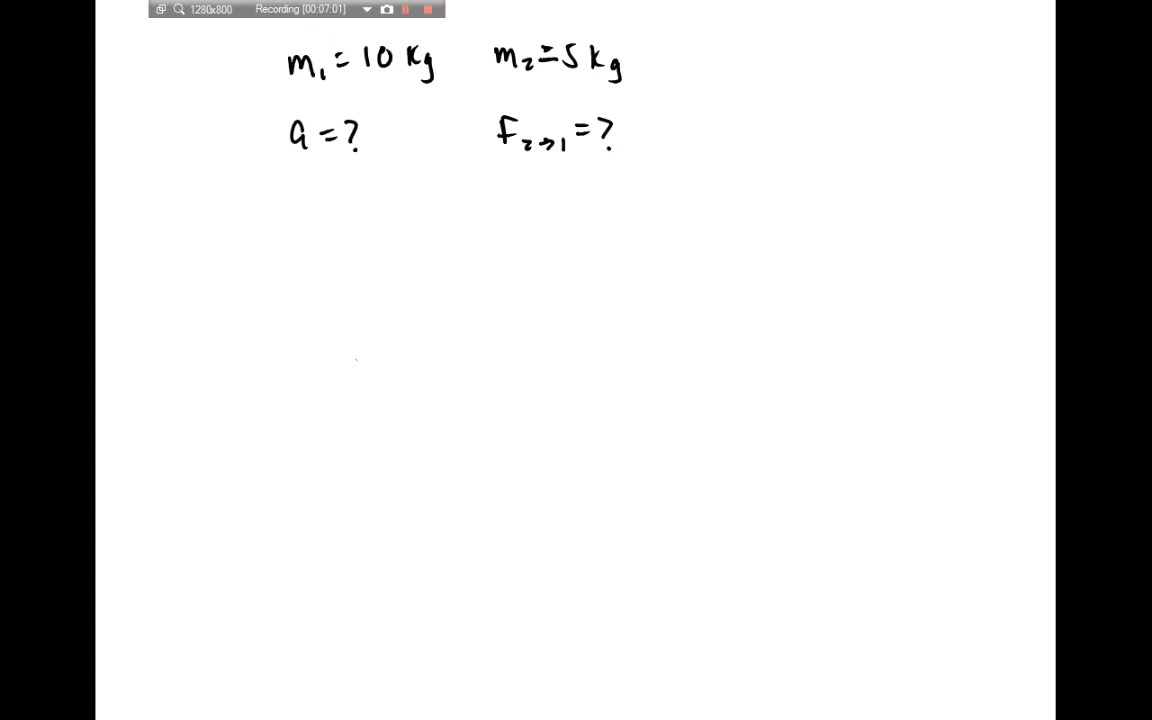 1280x800 Recording [00:07:01]
m₁ = 10 kg m₂ = 5 kg
a = ? F₂→₁ = ?